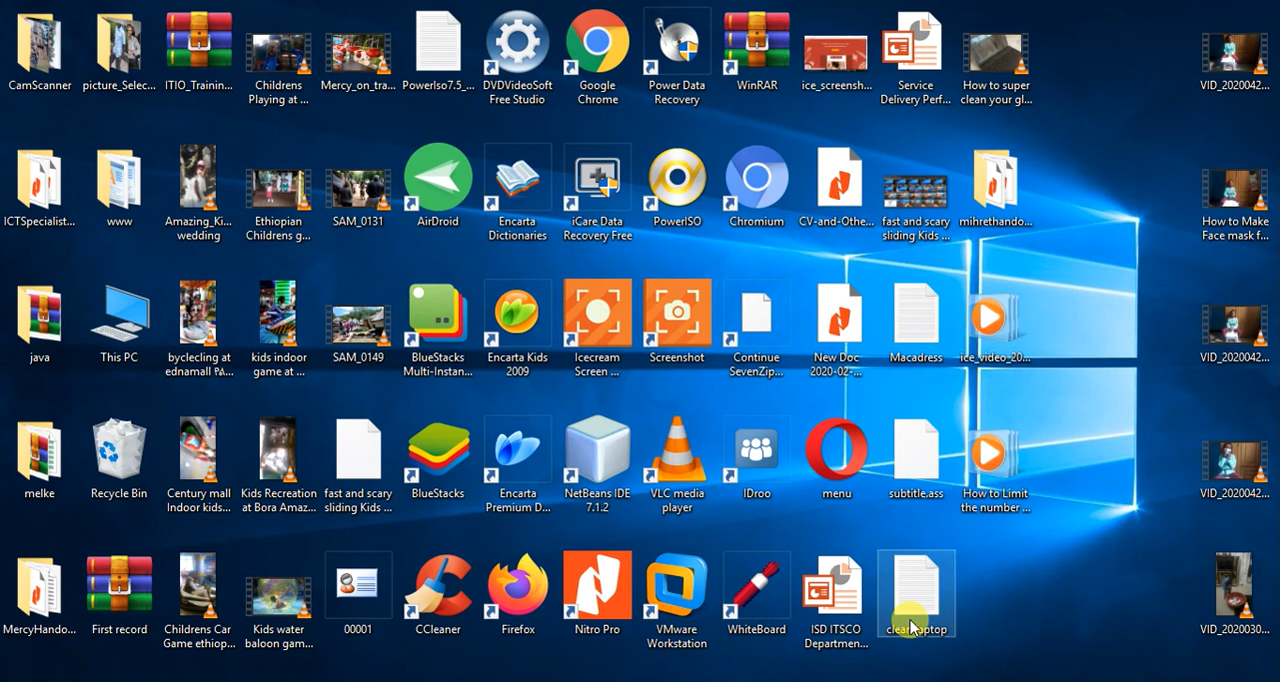 CamScanner
picture_Selec...
ITIO_Trainin...
Childrens
Playing at ...
Mercy_on_tra...
PowerIso7.5_...
DVDVideoSoft
Free Studio
Google
Chrome
Power Data
Recovery
WinRAR
ice_screensh...
Service
Delivery Perf...
How to super
clean your gl...
VID_2020042...
ICTSpecialist...
www
Amazing_Ki...
wedding
Ethiopian
Childrens g...
SAM_0131
AirDroid
Encarta
Dictionaries
iCare Data
Recovery Free
PowerISO
Chromium
CV-and-Othe...
fast and scary
sliding Kids ...
mihrethando...
How to Make
Face mask f...
java
This PC
byclecling at
ednamall Ra...
kids indoor
game at ...
SAM_0149
BlueStacks
Multi-Instan...
Encarta Kids
2009
Icecream
Screen ...
Screenshot
Continue
SevenZip...
New Doc
2020-02-...
Macadress
ice_video_20...
VID_2020042...
melke
Recycle Bin
Century mall
Indoor kids...
Kids Recreation
at Bora Amaz...
fast and scary
sliding Kids ...
BlueStacks
Encarta
Premium D...
NetBeans IDE
7.1.2
VLC media
player
IDroo
menu
subtitle.ass
How to Limit
the number ...
VID_2020042...
MercyHando...
First record
Childrens Car
Game ethiop...
Kids water
baloon gam...
00001
CCleaner
Firefox
Nitro Pro
VMware
Workstation
WhiteBoard
ISD ITSCO
Departmen...
VID_2020030...